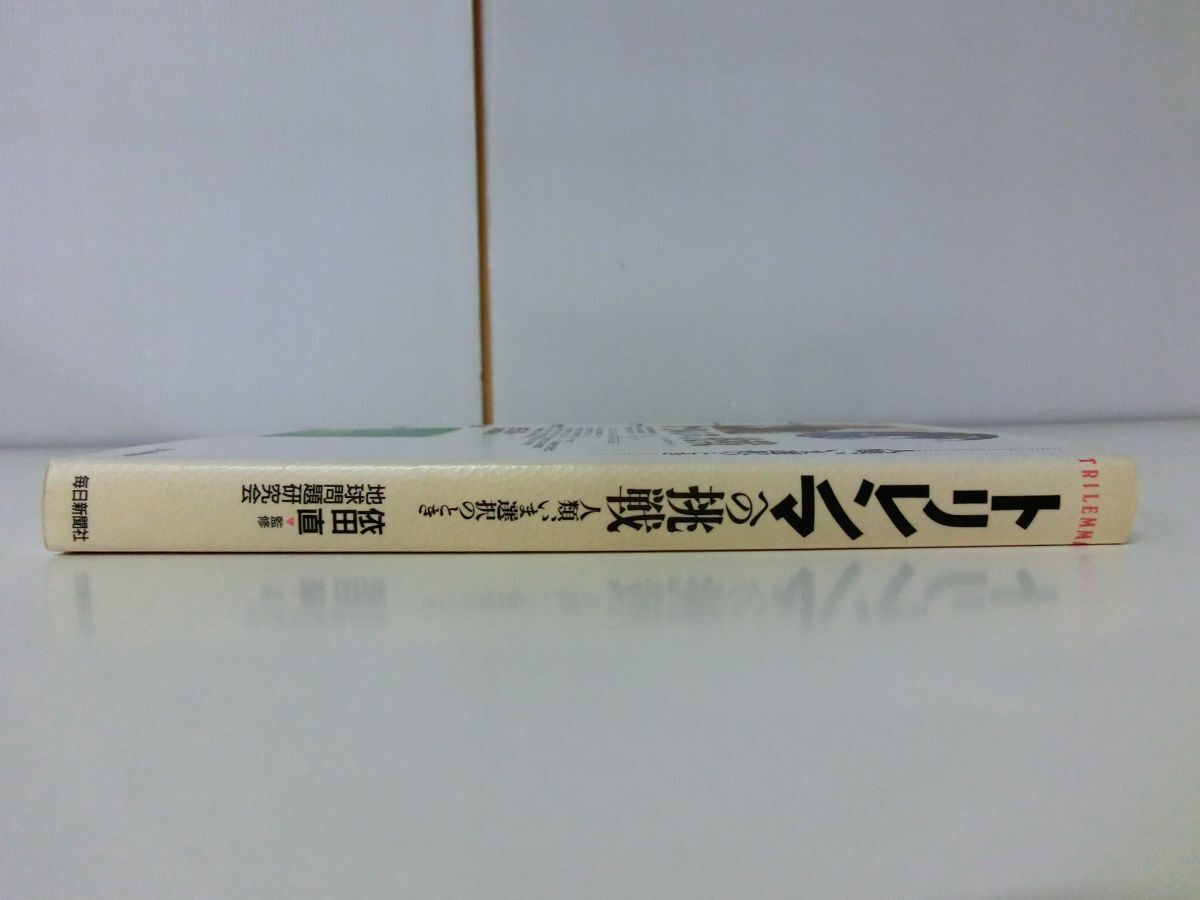 TRILEMMA
トリレンマへの挑戦
人類、いま選択のとき
依田直 監修
地球問題研究会
毎日新聞社